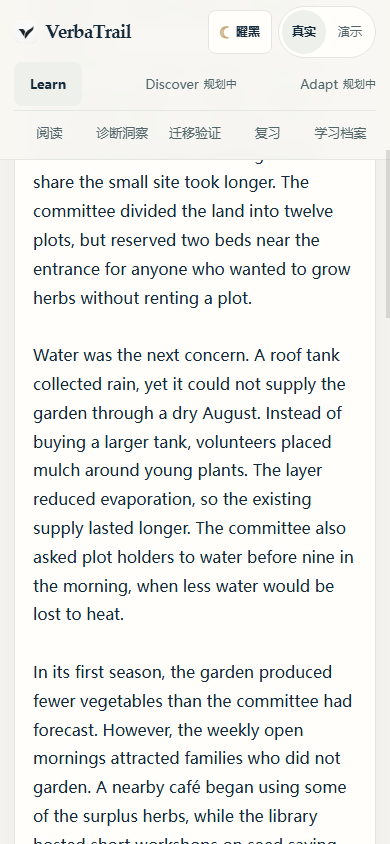 VerbaTrail
曜黑
真实
演示
Learn
Discover 规划中
Adapt 规划中
阅读
诊断洞察
迁移验证
复习
学习档案
share the small site took longer. The
committee divided the land into twelve
plots, but reserved two beds near the
entrance for anyone who wanted to grow
herbs without renting a plot.
Water was the next concern. A roof tank
collected rain, yet it could not supply the
garden through a dry August. Instead of
buying a larger tank, volunteers placed
mulch around young plants. The layer
reduced evaporation, so the existing
supply lasted longer. The committee also
asked plot holders to water before nine in
the morning, when less water would be
lost to heat.
In its first season, the garden produced
fewer vegetables than the committee had
forecast. However, the weekly open
mornings attracted families who did not
garden. A nearby café began using some
of the surplus herbs, while the library
hosted short workshops on seed saving